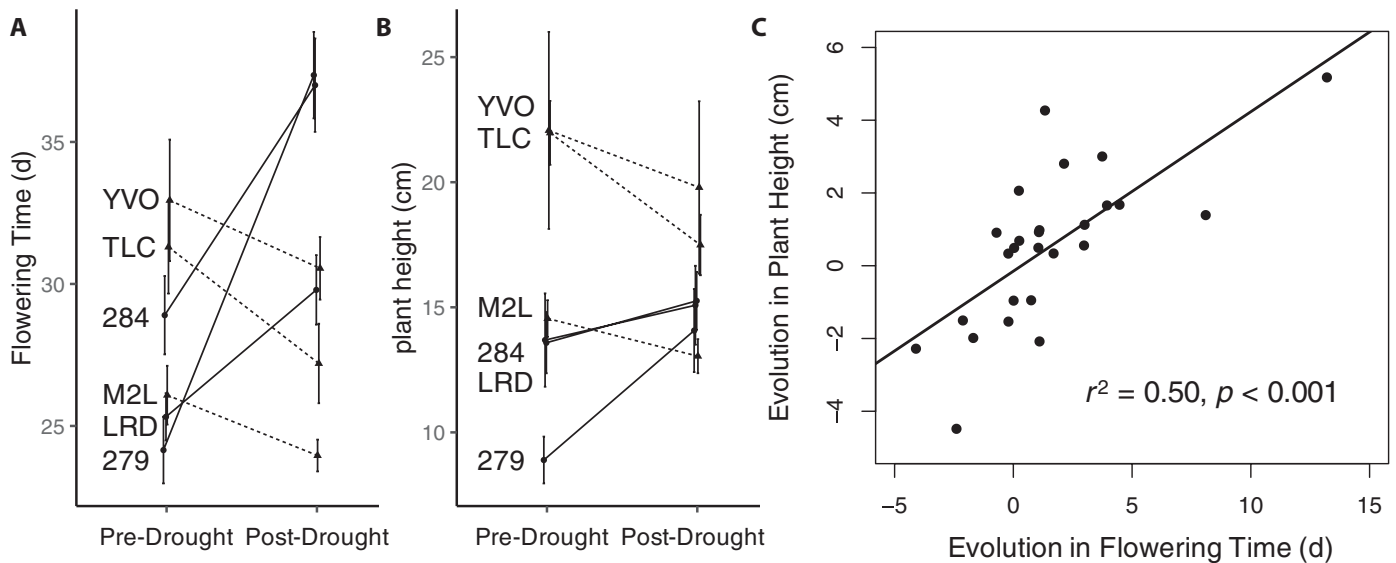 A
Flowering Time (d)
35
30
25
YVO
TLC
284
M2L
LRD
279
Pre-Drought Post-Drought
B
plant height (cm)
25
20
15
10
YVO
TLC
M2L
284
LRD
279
Pre-Drought Post-Drought
C
Evolution in Plant Height (cm)
6
4
2
0
−2
−4
r² = 0.50, p < 0.001
−5 0 5 10 15
Evolution in Flowering Time (d)